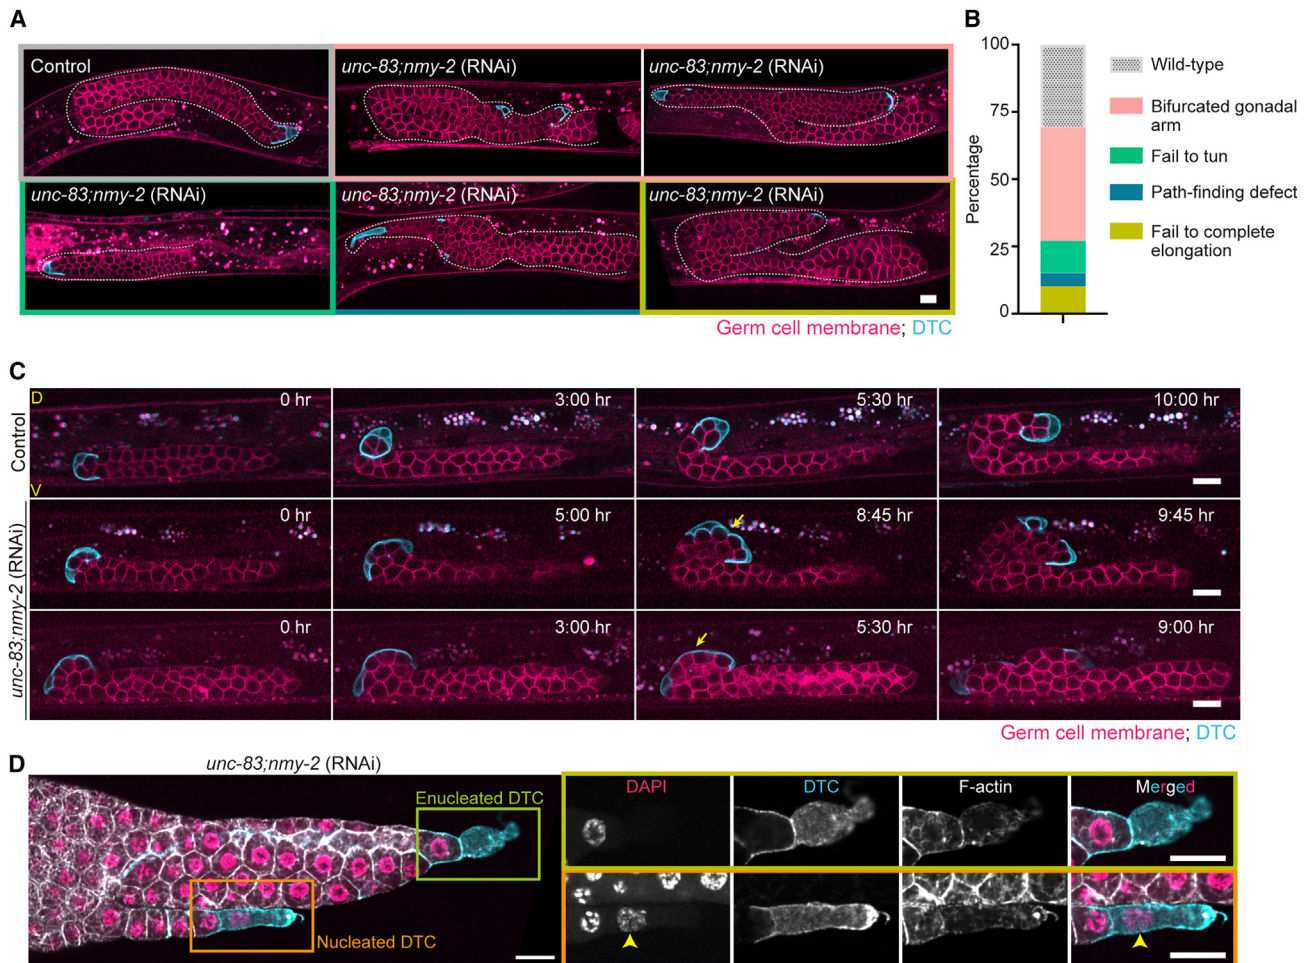 A
Control
unc-83;nmy-2 (RNAi)
unc-83;nmy-2 (RNAi)
unc-83;nmy-2 (RNAi)
unc-83;nmy-2 (RNAi)
unc-83;nmy-2 (RNAi)
Germ cell membrane; DTC
B
Percentage
100
75
50
25
0
Wild-type
Bifurcated gonadal
arm
Fail to tun
Path-finding defect
Fail to complete
elongation
C
Control
D
V
0 hr
3:00 hr
5:30 hr
10:00 hr
unc-83;nmy-2 (RNAi)
0 hr
5:00 hr
8:45 hr
9:45 hr
0 hr
3:00 hr
5:30 hr
9:00 hr
Germ cell membrane; DTC
D
unc-83;nmy-2 (RNAi)
Enucleated DTC
Nucleated DTC
DAPI
DTC
F-actin
Merged